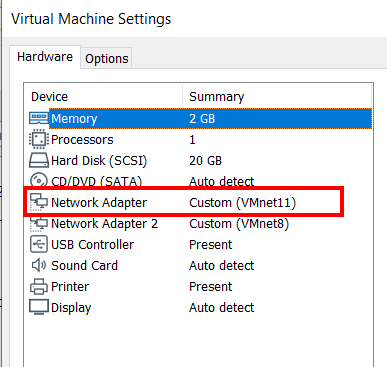 Virtual Machine Settings
Hardware Options
Device Summary
Memory 2 GB
Processors 1
Hard Disk (SCSI) 20 GB
CD/DVD (SATA) Auto detect
Network Adapter Custom (VMnet11)
Network Adapter 2 Custom (VMnet8)
USB Controller Present
Sound Card Auto detect
Printer Present
Display Auto detect